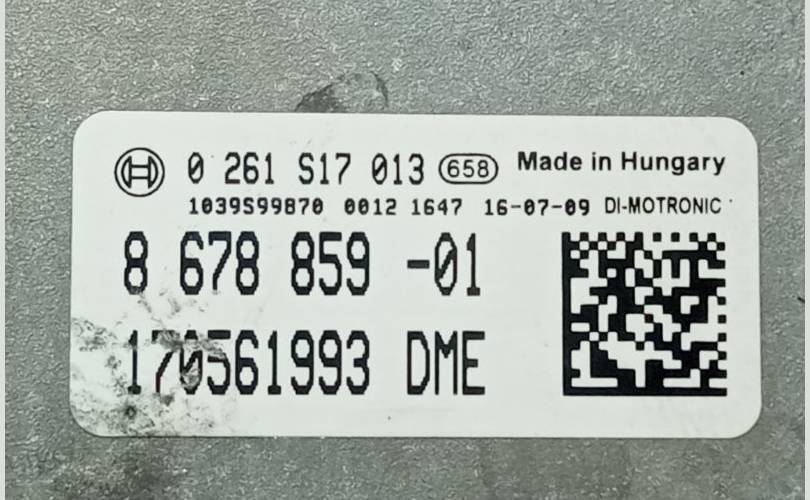 0 261 S17 013 658 Made in Hungary
1039S99870 0012 1647 16-07-09 DI-MOTRONIC
8 678 859 -01
170561993 DME